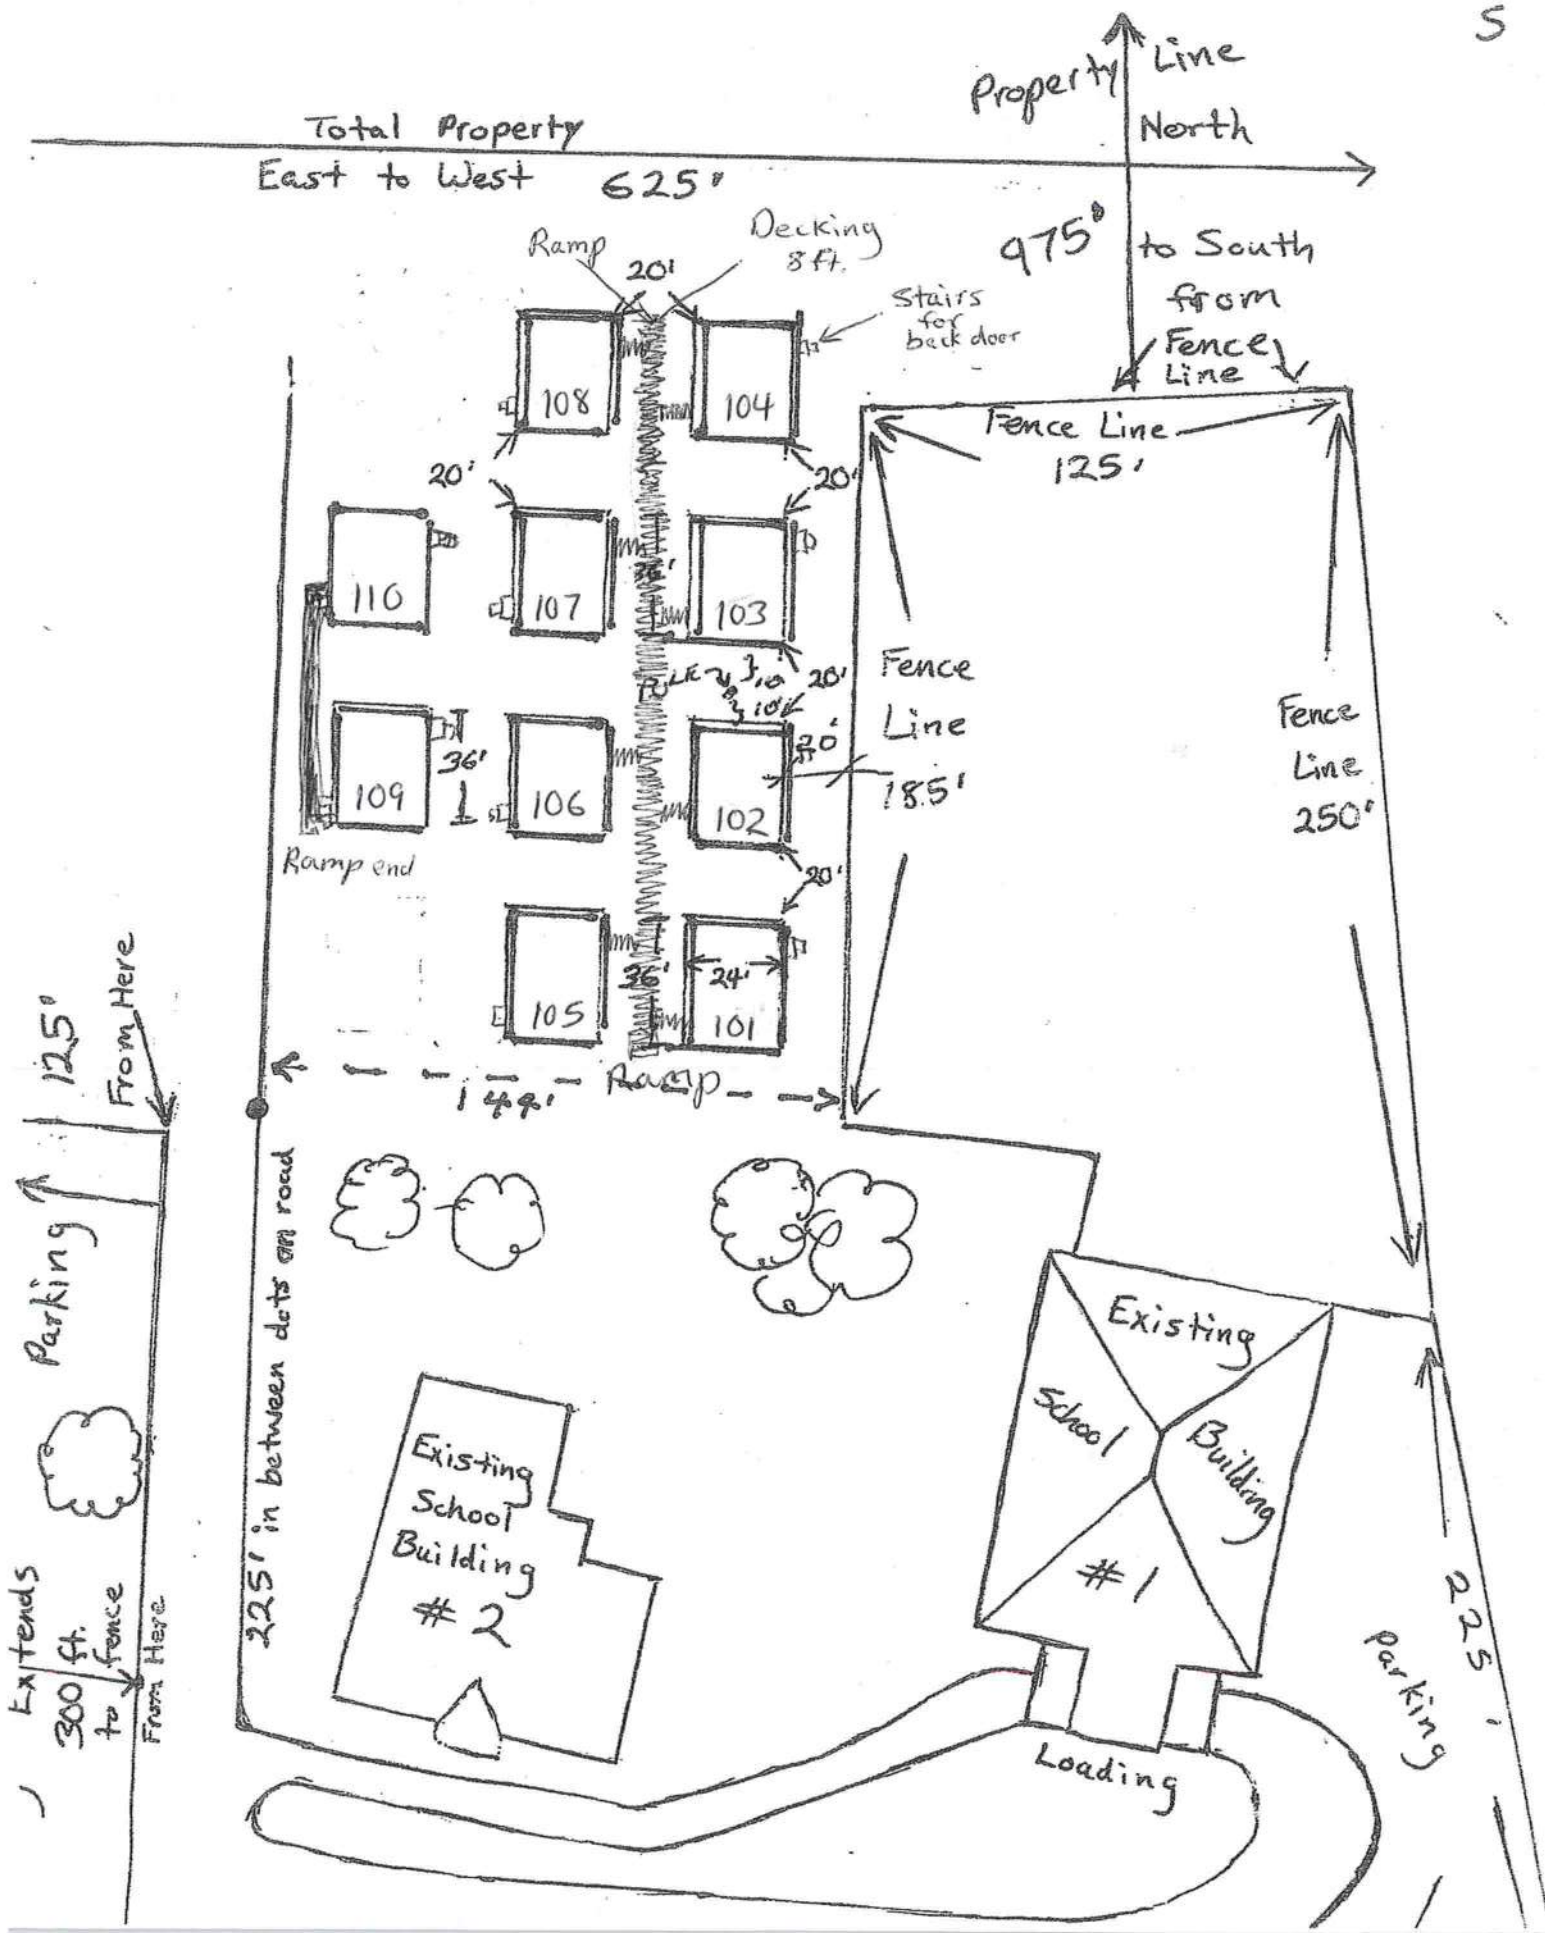 S
Property Line
North
Total Property
East to West 625'
975' to South
from
Fence
Line
Ramp
Decking
8 ft.
20'
Stairs
for
back door
108
104
20'
20'
Fence Line
125'
110
107
36'
103
POLE
10'
10'
20'
20'
Fence
Line
185'
Fence
Line
250'
109
36'
106
102
Ramp end
20'
105
36'
24'
101
144'
Ramp
125'
From Here
Parking
225' in between dots on road
Existing
School
Building
#1
Existing
School
Building
#2
Extends
300 ft.
to fence
From Here
Loading
225'
Parking